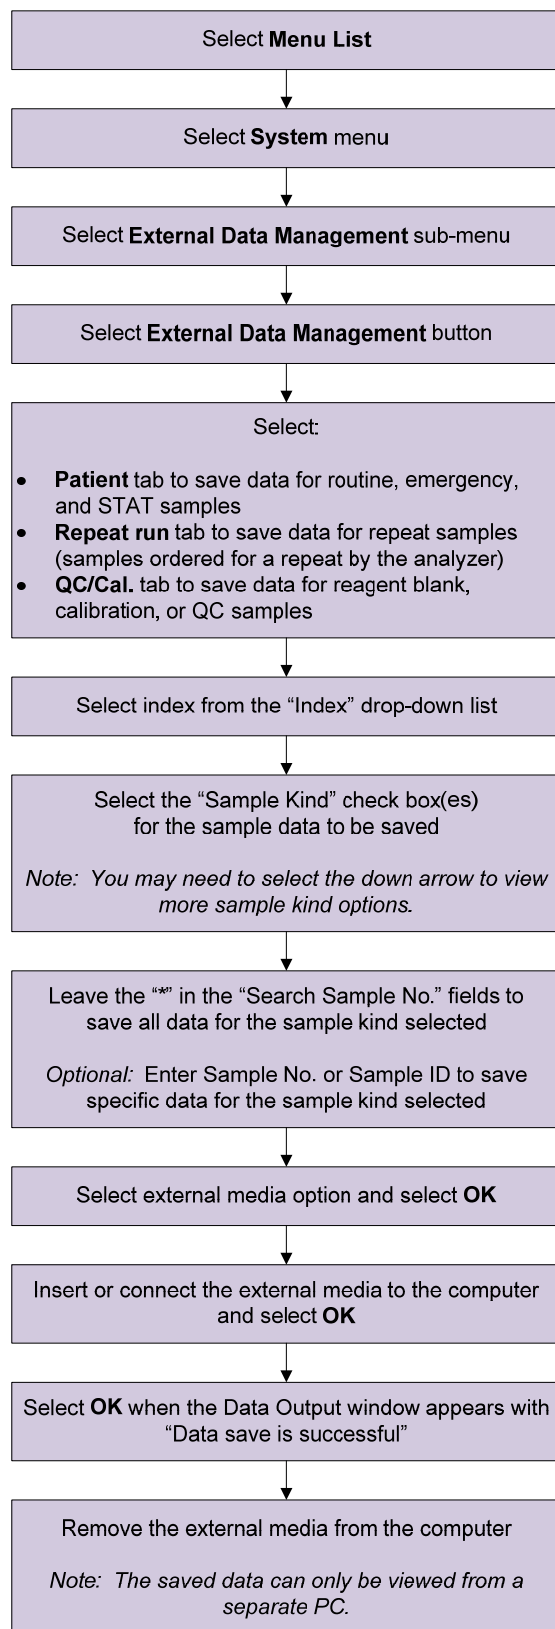 Select Menu List
Select System menu
Select External Data Management sub-menu
Select External Data Management button
Select:
• Patient tab to save data for routine, emergency,
and STAT samples
• Repeat run tab to save data for repeat samples
(samples ordered for a repeat by the analyzer)
• QC/Cal. tab to save data for reagent blank,
calibration, or QC samples
Select index from the “Index” drop-down list
Select the “Sample Kind” check box(es)
for the sample data to be saved
Note:  You may need to select the down arrow to view
more sample kind options.
Leave the “*” in the “Search Sample No.” fields to
save all data for the sample kind selected
Optional:  Enter Sample No. or Sample ID to save
specific data for the sample kind selected
Select external media option and select OK
Insert or connect the external media to the computer
and select OK
Select OK when the Data Output window appears with
“Data save is successful”
Remove the external media from the computer
Note:  The saved data can only be viewed from a
separate PC.